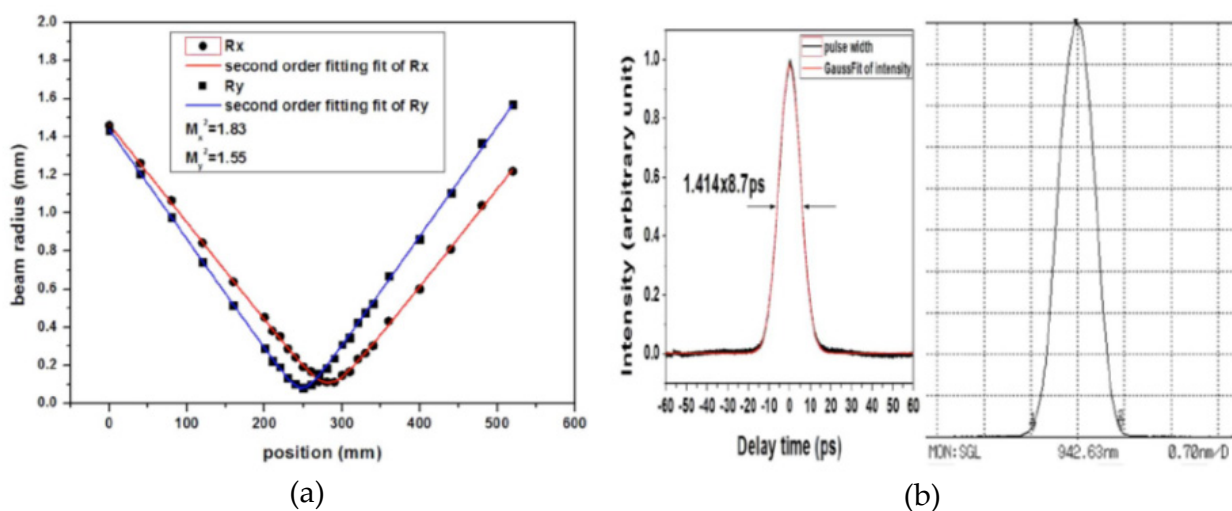 2.0
1.8
1.6
1.4
1.2
1.0
0.8
0.6
0.4
0.2
0.0
0 100 200 300 400 500 600
beam radius (mm)
position (mm)
Rx
second order fitting fit of Rx
Ry
second order fitting fit of Ry
Mx²=1.83
My²=1.55
(a)
Intensity (arbitrary unit)
1.0
0.8
0.6
0.4
0.2
0.0
-60 -50 -40 -30 -20 -10 0 10 20 30 40 50 60
Delay time (ps)
pulse width
GaussFit of intensity
1.414x8.7ps
MON:SGL 942.63nm 0.70nm/D
(b)